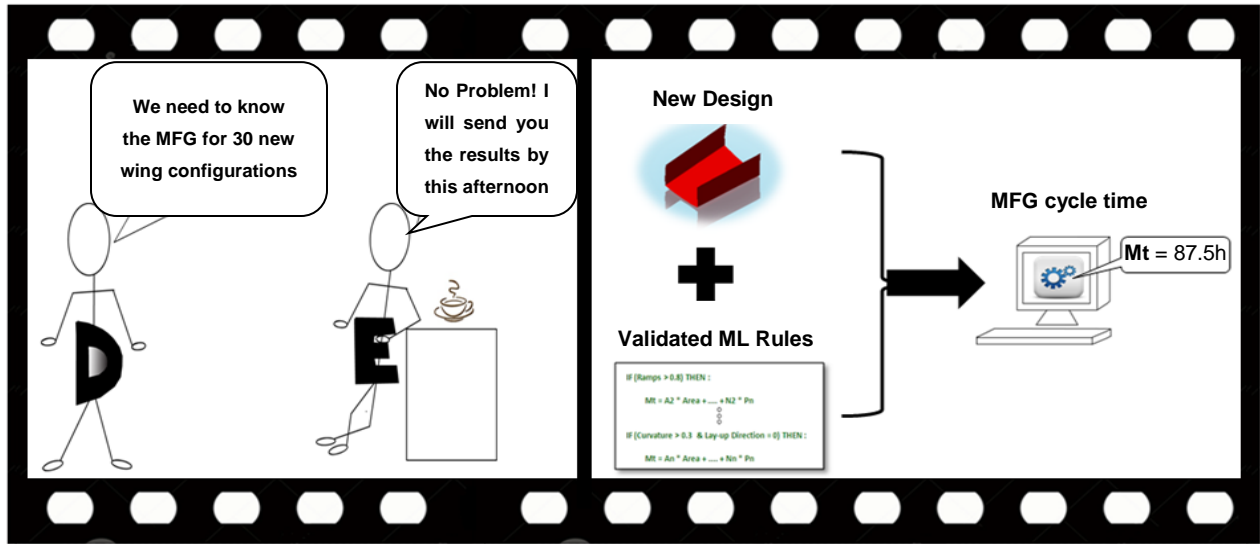 We need to know
the MFG for 30 new
wing configurations
No Problem! I
will send you
the results by
this afternoon
D
E
New Design
Validated ML Rules
IF (Ramps > 0.8) THEN :
Mt = A2 * Area + .... + N2 * Pn
IF (Curvature > 0.3 & Lay-up Direction = 0) THEN :
Mt = An * Area + .... + Nn * Pn
MFG cycle time
Mt = 87.5h